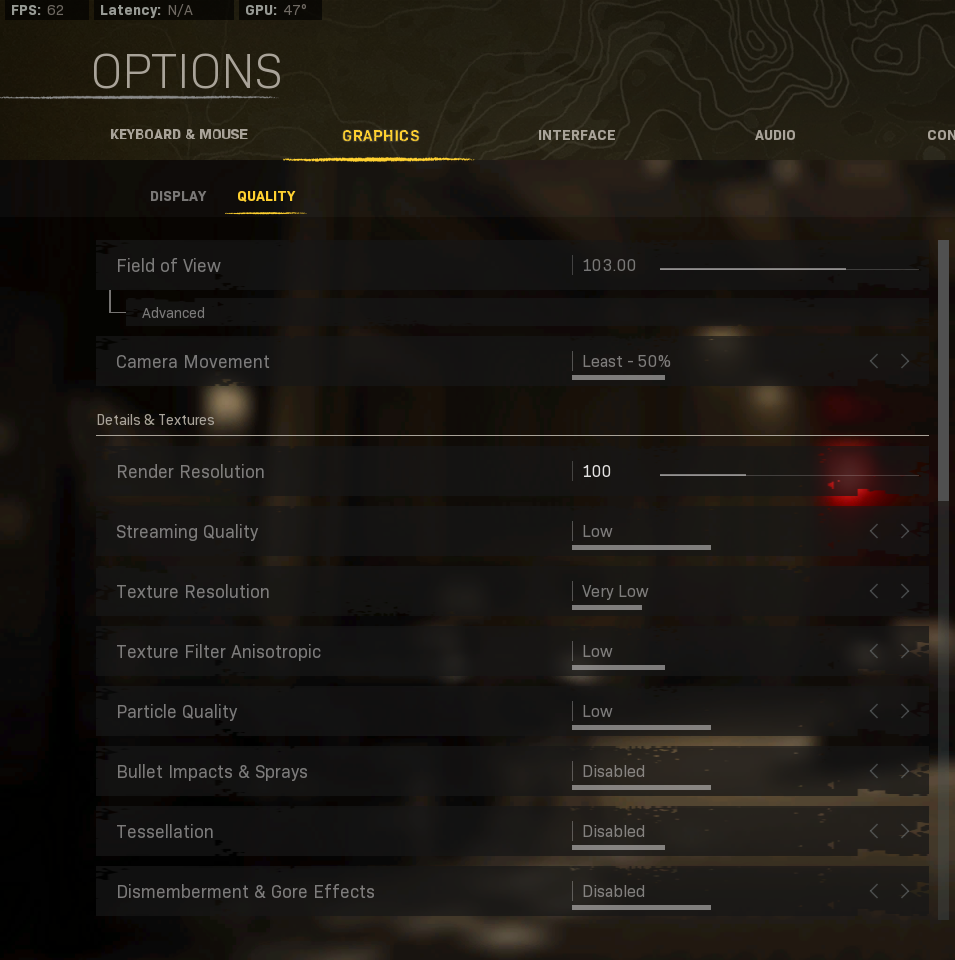 FPS: 62 Latency: N/A GPU: 47°
OPTIONS
KEYBOARD & MOUSE GRAPHICS INTERFACE AUDIO CON
DISPLAY QUALITY
Field of View 103.00
Advanced
Camera Movement Least - 50%
Details & Textures
Render Resolution 100
Streaming Quality Low
Texture Resolution Very Low
Texture Filter Anisotropic Low
Particle Quality Low
Bullet Impacts & Sprays Disabled
Tessellation Disabled
Dismemberment & Gore Effects Disabled